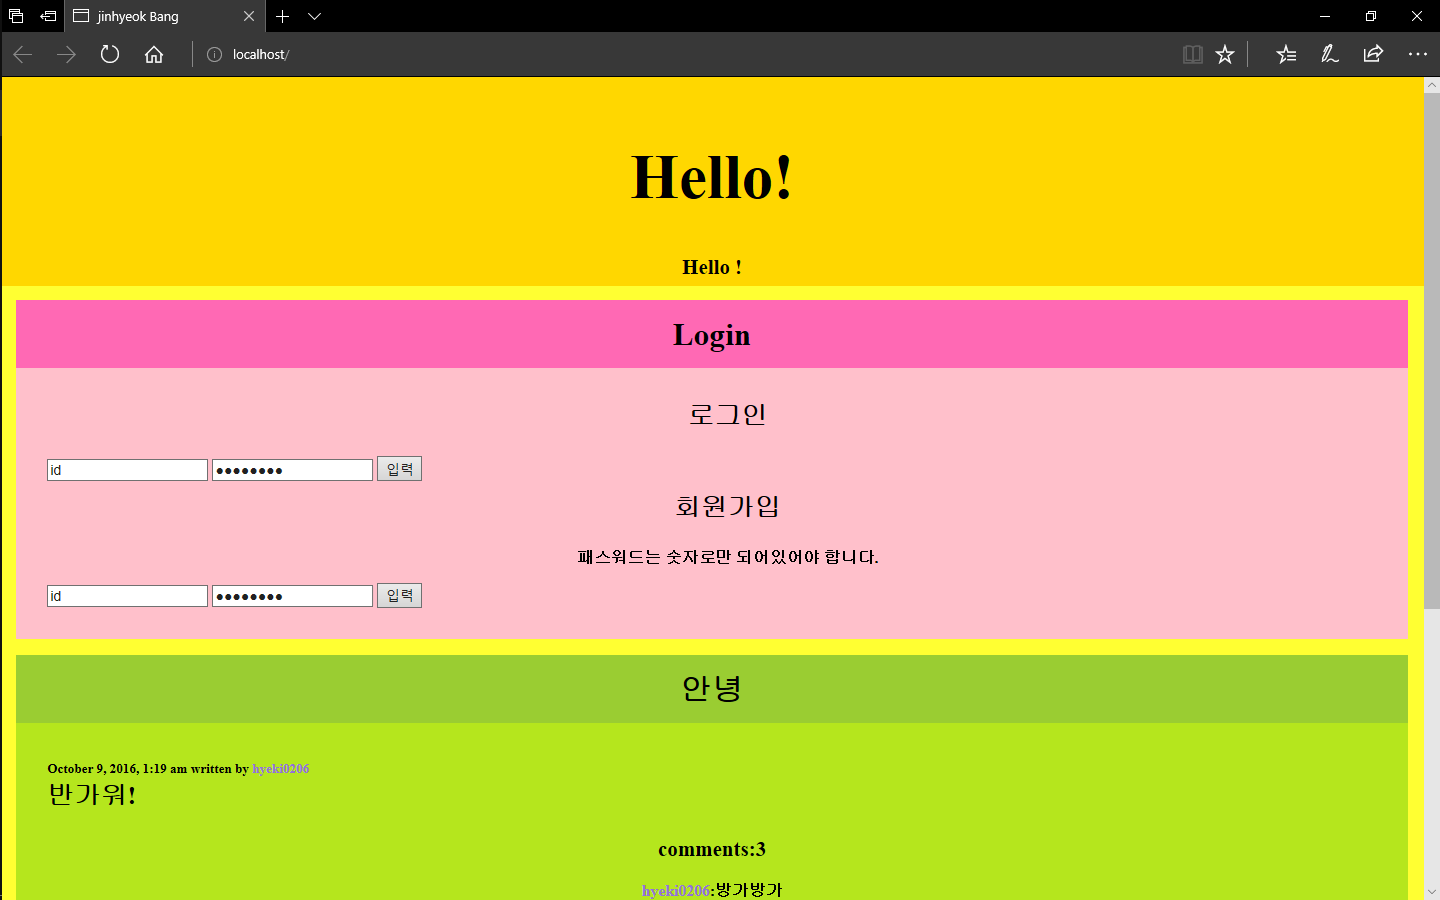 jinhyeok Bang
localhost/
Hello!
Hello !
Login
로그인
id ●●●●●●●● 입력
회원가입
패스워드는 숫자로만 되어있어야 합니다.
id ●●●●●●●● 입력
안녕
October 9, 2016, 1:19 am written by hyeki0206
반가워!
comments:3
hyeki0206:방가방가